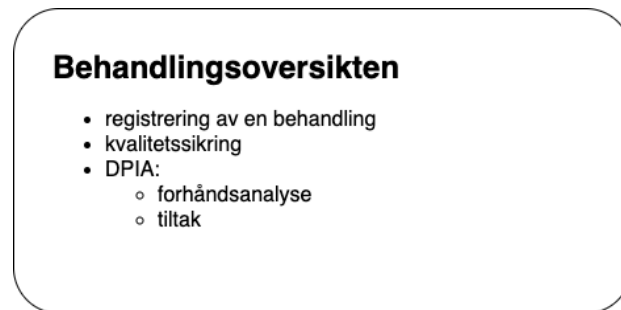 Behandlingsoversikten
• registrering av en behandling
• kvalitetssikring
• DPIA:
◦ forhåndsanalyse
◦ tiltak